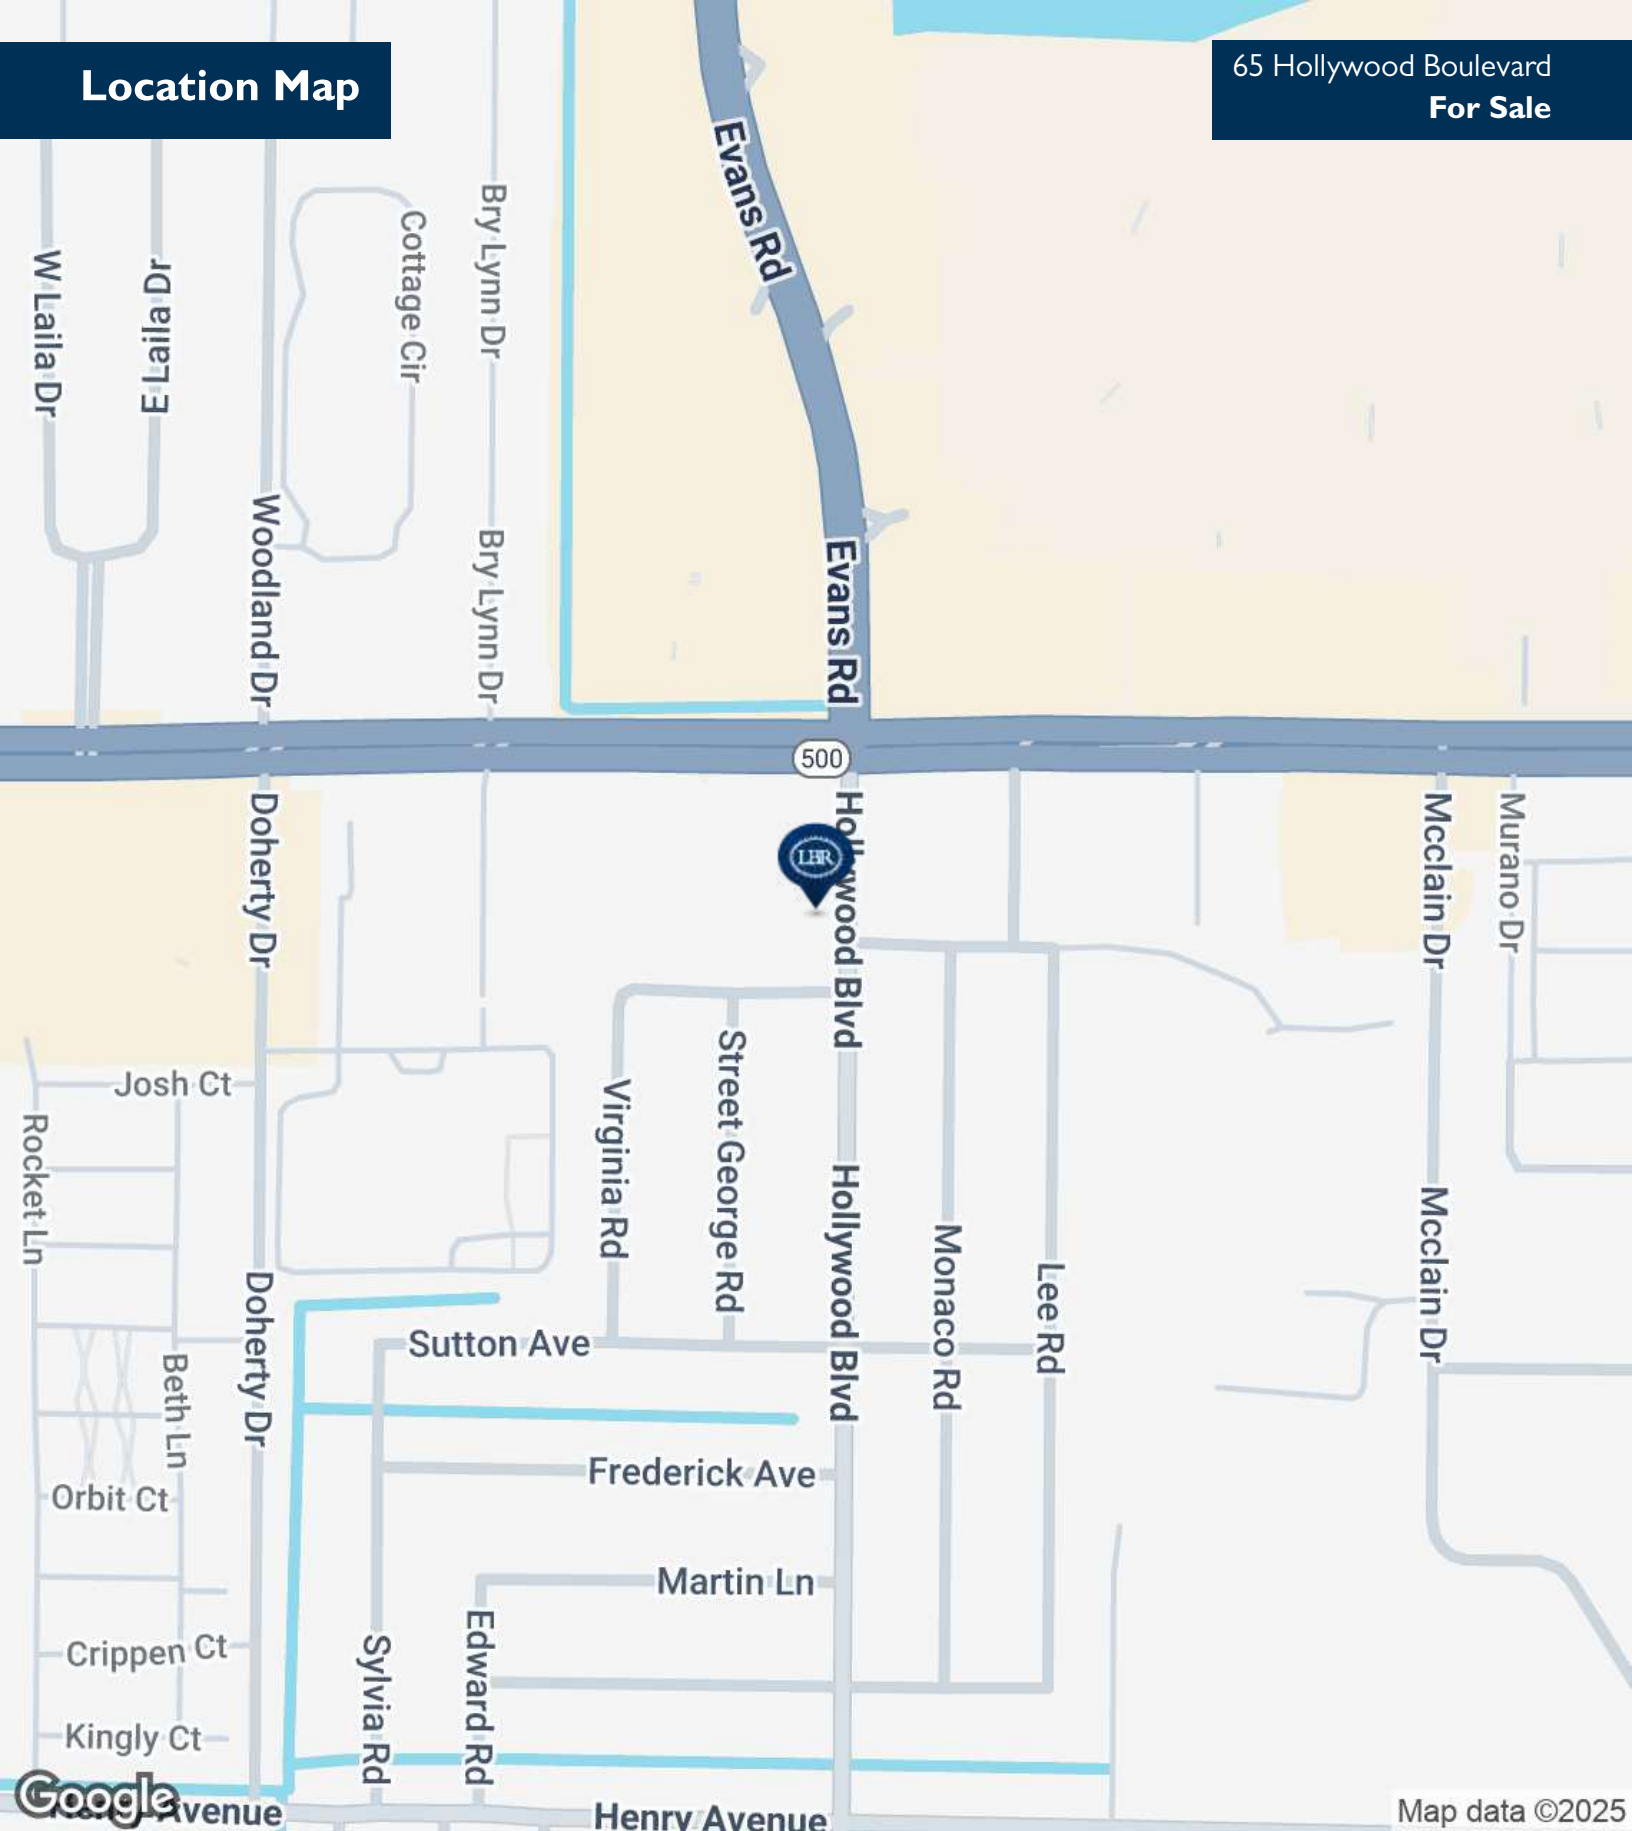 Location Map
65 Hollywood Boulevard
For Sale
Evans Rd
Bry Lynn Dr
Cottage Cir
W Laila Dr
E Laila Dr
Woodland Dr
Bry Lynn Dr
Evans Rd
500
Hollywood Blvd
LBR
Doherty Dr
Mcclain Dr
Murano Dr
Street George Rd
Josh Ct
Virginia Rd
Rocket Ln
Hollywood Blvd
Mcclain Dr
Monaco Rd
Lee Rd
Doherty Dr
Sutton Ave
Beth Ln
Frederick Ave
Orbit Ct
Martin Ln
Edward Rd
Sylvia Rd
Crippen Ct
Kingly Ct
Google
Henry Avenue
Henry Avenue
Map data ©2025